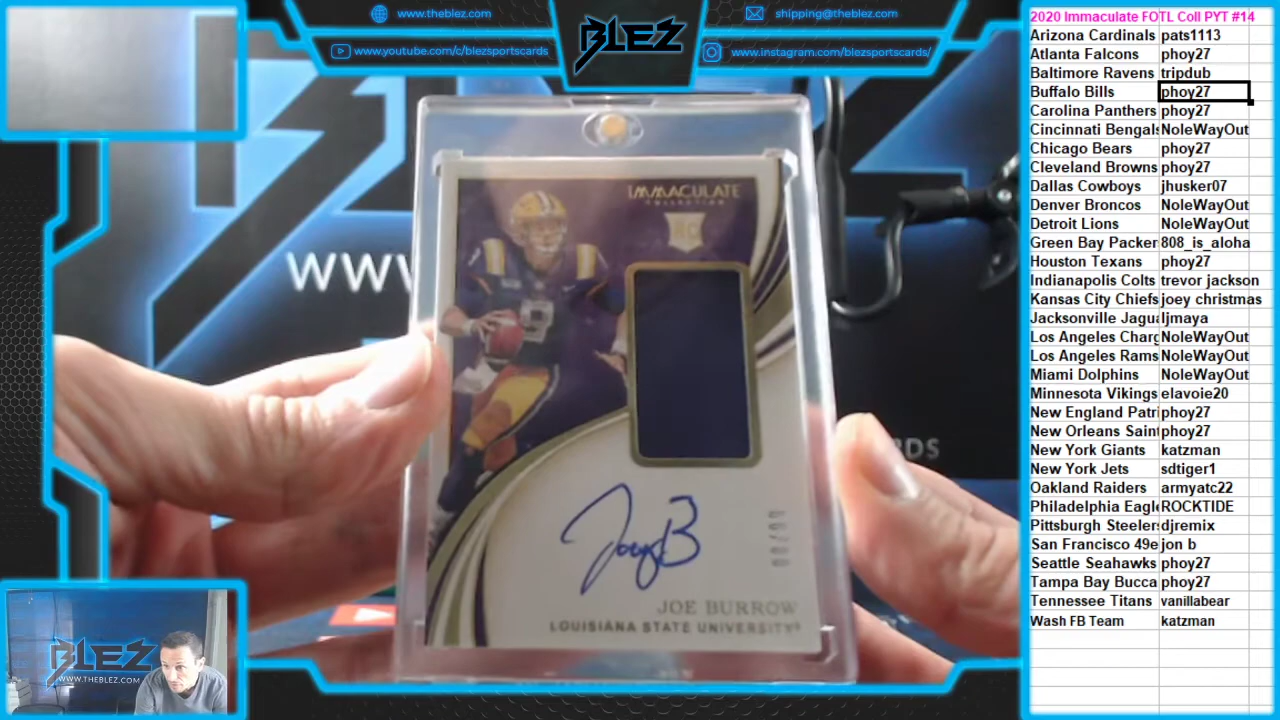 www.theblez.com
www.youtube.com/c/blezsportscards/
BLEZ
shipping@theblez.com
www.instagram.com/blezsportscards/
WWW
DS
IMMACULATE
COLLECTION
RC
9
Joey B
JOE BURROW
LOUISIANA STATE UNIVERSITY®
BLEZ
WWW.THEBLEZ.COM
2020 Immaculate FOTL Coll PYT #14
Arizona Cardinals pats1113
Atlanta Falcons phoy27
Baltimore Ravens tripdub
Buffalo Bills phoy27
Carolina Panthers phoy27
Cincinnati Bengals NoleWayOut
Chicago Bears phoy27
Cleveland Browns phoy27
Dallas Cowboys jhusker07
Denver Broncos NoleWayOut
Detroit Lions NoleWayOut
Green Bay Packer 808_is_aloha
Houston Texans phoy27
Indianapolis Colts trevor jackson
Kansas City Chiefs joey christmas
Jacksonville Jagua ljmaya
Los Angeles Charg NoleWayOut
Los Angeles Rams NoleWayOut
Miami Dolphins NoleWayOut
Minnesota Vikings elavoie20
New England Patri phoy27
New Orleans Saint phoy27
New York Giants katzman
New York Jets sdtiger1
Oakland Raiders armyatc22
Philadelphia Eagle ROCKTIDE
Pittsburgh Steelers djremix
San Francisco 49e jon b
Seattle Seahawks phoy27
Tampa Bay Bucca phoy27
Tennessee Titans vanillabear
Wash FB Team katzman